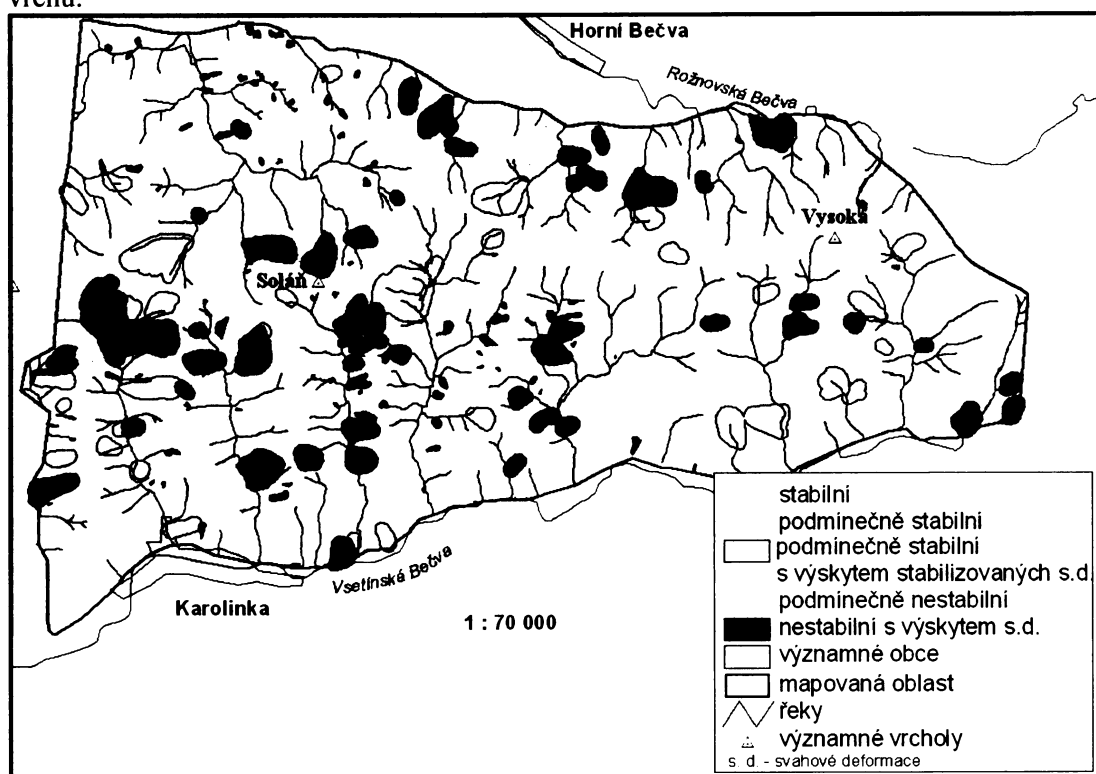 vrchů.
Horní Bečva
Rožnovská Bečva
Vysoká
Soláň
Vsetínská Bečva
Karolinka
1 : 70 000
stabilní
podmínečně stabilní
podmínečně stabilní
s výskytem stabilizovaných s.d.
podmínečně nestabilní
nestabilní s výskytem s.d.
významné obce
mapovaná oblast
řeky
významné vrcholy
s. d. - svahové deformace